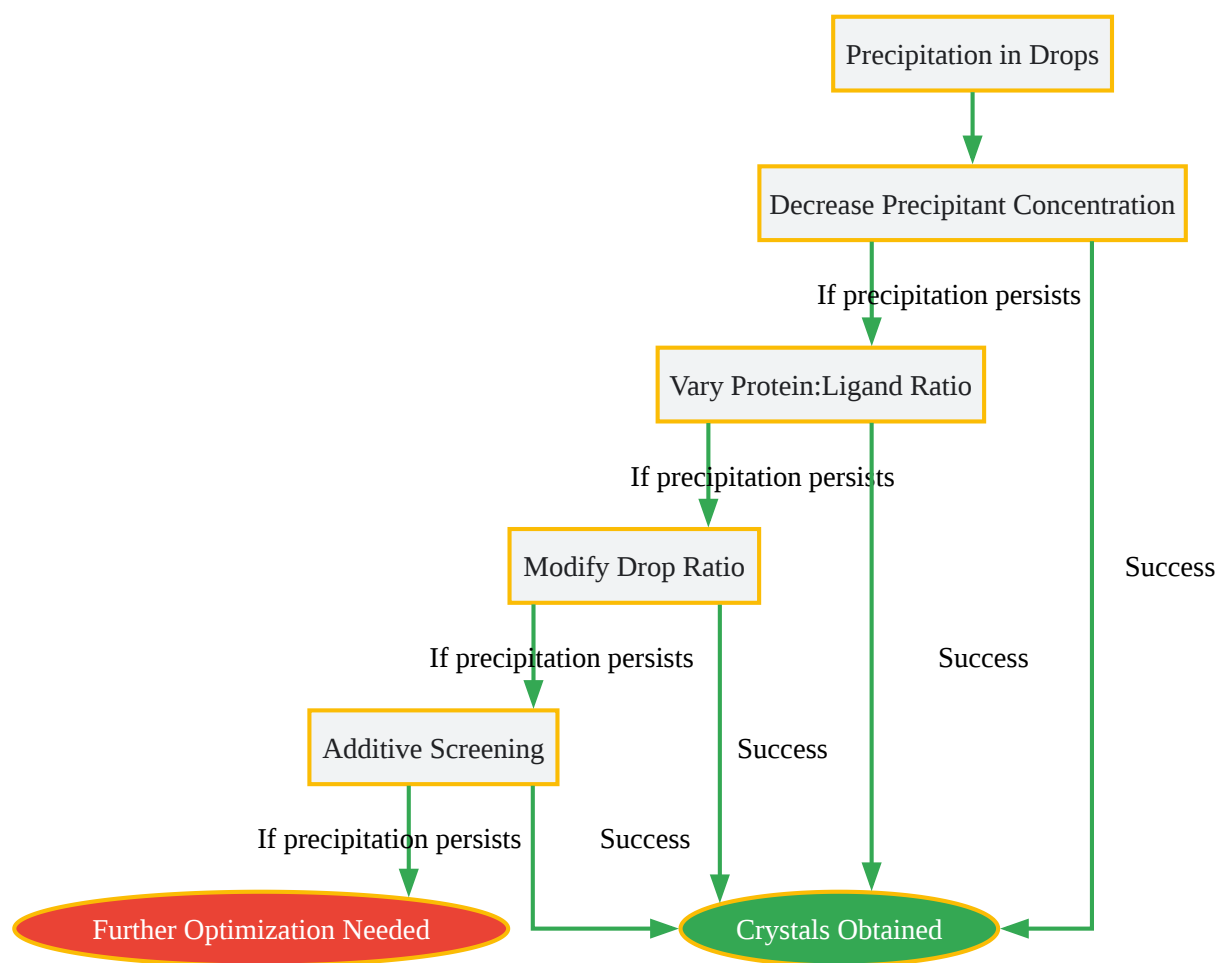 Precipitation in Drops
Decrease Precipitant Concentration
If precipitation persists
Vary Protein:Ligand Ratio
If precipitation persists
Modify Drop Ratio
Success
If precipitation persists
Success
Additive Screening
Success
If precipitation persists
Success
Further Optimization Needed
Crystals Obtained